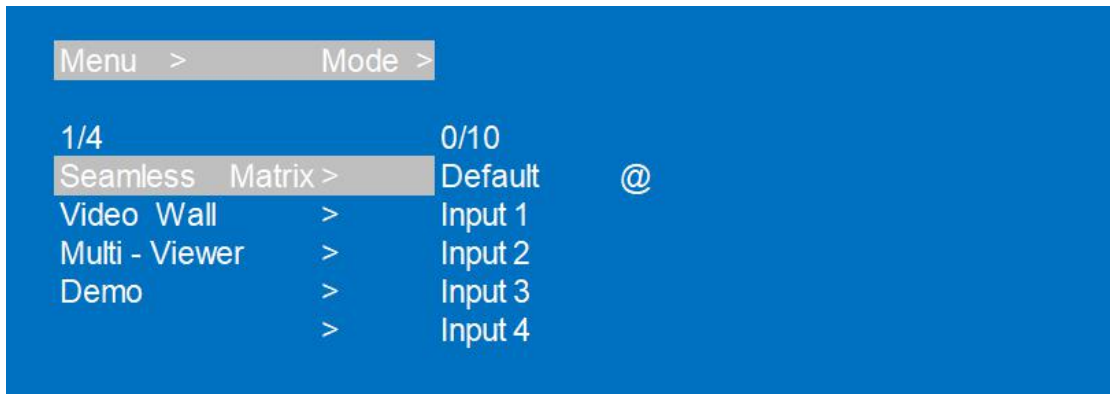 Menu > Mode >
1/4 0/10
Seamless Matrix > Default @
Video Wall > Input 1
Multi - Viewer > Input 2
Demo > Input 3
> Input 4